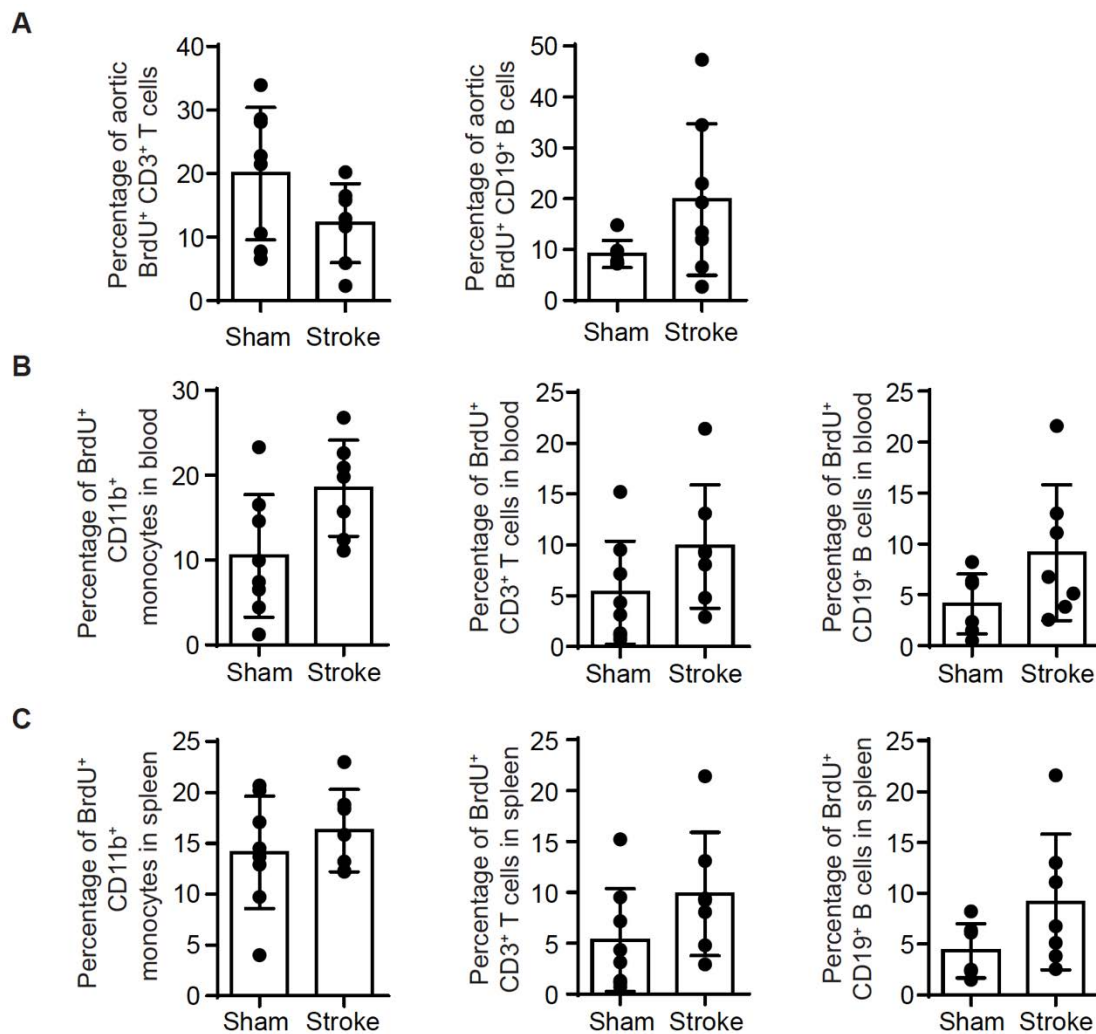 A
Percentage of aortic
BrdU⁺ CD3⁺ T cells
40
30
20
10
0
Sham
Stroke
Percentage of aortic
BrdU⁺ CD19⁺ B cells
50
40
30
20
10
0
Sham
Stroke
B
Percentage of BrdU⁺
CD11b⁺
monocytes in blood
30
20
10
0
Sham
Stroke
Percentage of BrdU⁺
CD3⁺ T cells in blood
25
20
15
10
5
0
Sham
Stroke
Percentage of BrdU⁺
CD19⁺ B cells in blood
25
20
15
10
5
0
Sham
Stroke
C
Percentage of BrdU⁺
CD11b⁺
monocytes in spleen
25
20
15
10
5
0
Sham
Stroke
Percentage of BrdU⁺
CD3⁺ T cells in spleen
25
20
15
10
5
0
Sham
Stroke
Percentage of BrdU⁺
CD19⁺ B cells in spleen
25
20
15
10
5
0
Sham
Stroke